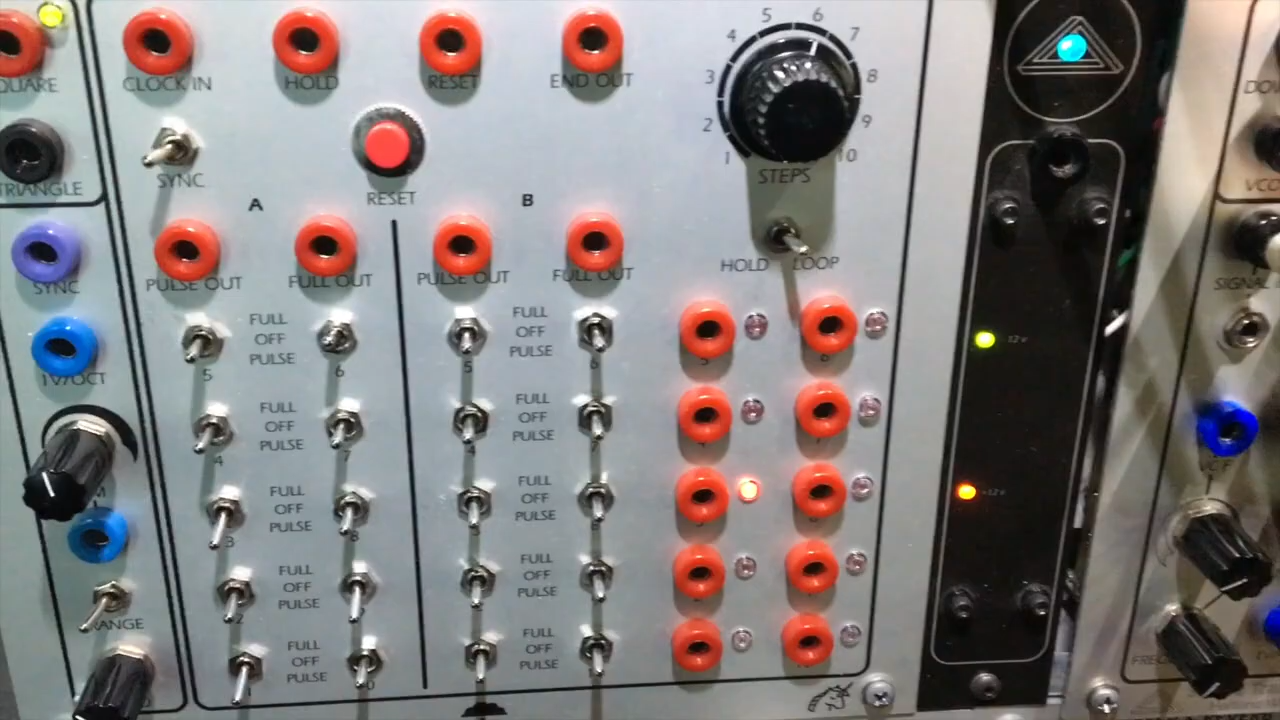 CLOCK IN
HOLD
RESET
END OUT
TRIANGLE
SYNC
RESET
1 2 3 4 5 6 7 8 9 10
STEPS
HOLD LOOP
A
B
PULSE OUT
FULL OUT
PULSE OUT
FULL OUT
SYNC
1V/OCT
FULL
OFF
PULSE
5
6
FULL
OFF
PULSE
5
6
FULL
OFF
PULSE
4
7
FULL
OFF
PULSE
4
7
FULL
OFF
PULSE
3
8
FULL
OFF
PULSE
FULL
OFF
PULSE
2
FULL
OFF
PULSE
FULL
OFF
PULSE
1
FULL
OFF
PULSE
SIGNAL
VCF